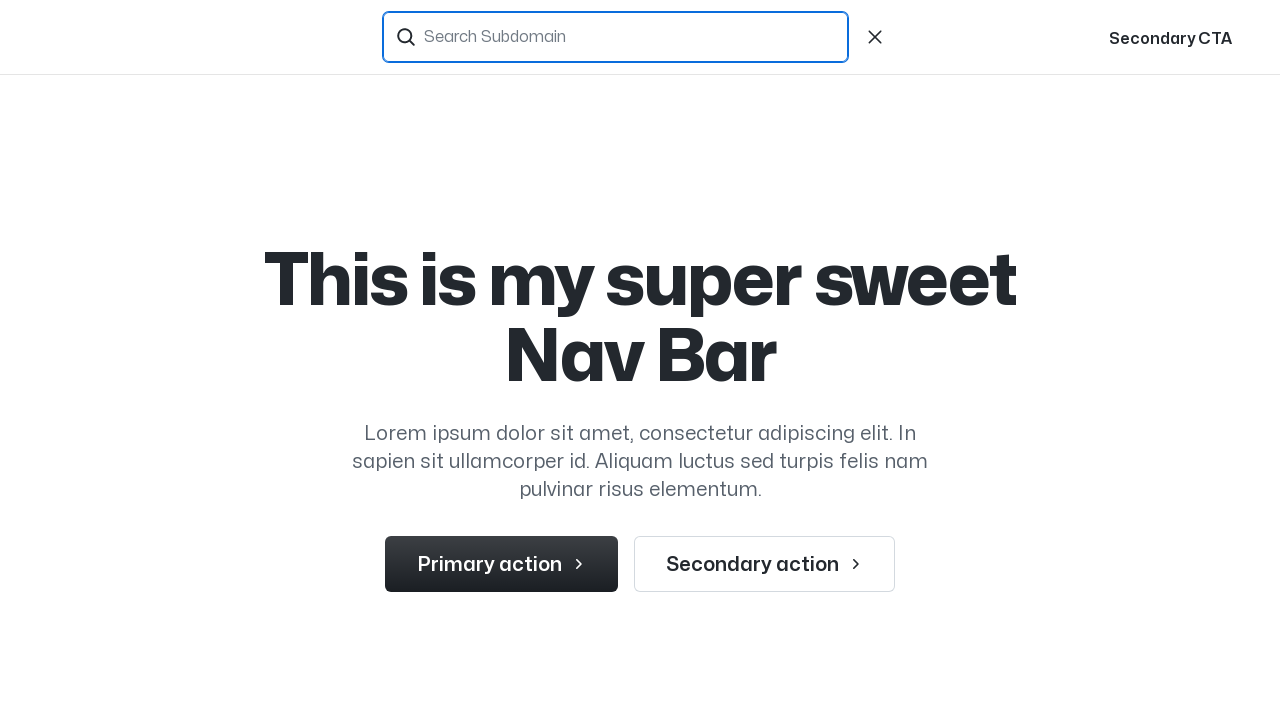 Search Subdomain
Secondary CTA
This is my super sweet
Nav Bar
Lorem ipsum dolor sit amet, consectetur adipiscing elit. In
sapien sit ullamcorper id. Aliquam luctus sed turpis felis nam
pulvinar risus elementum.
Primary action
Secondary action